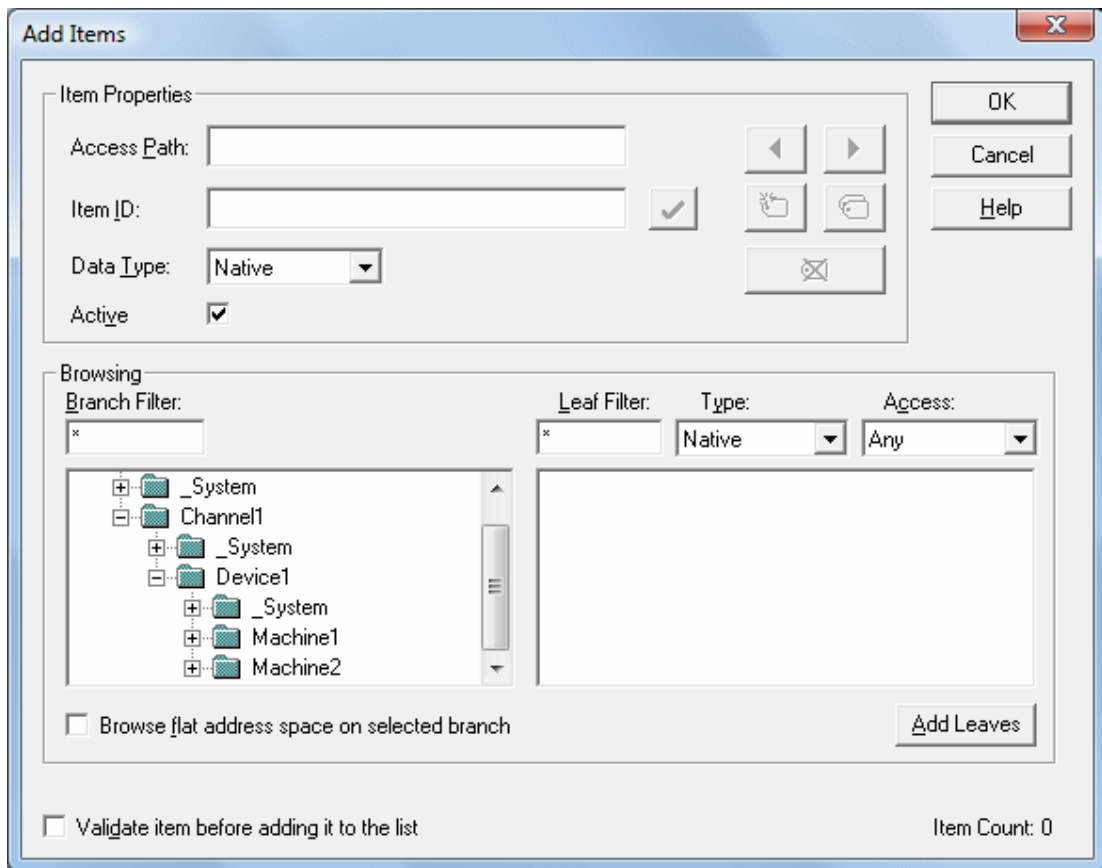 Add Items
Item Properties
OK
Access Path:
Cancel
Item ID:
Help
Data Type: Native
Active
Browsing
Branch Filter: Leaf Filter: Type: Access:
* * Native Any
_System
Channel1
_System
Device1
_System
Machine1
Machine2
Browse flat address space on selected branch
Add Leaves
Validate item before adding it to the list
Item Count: 0